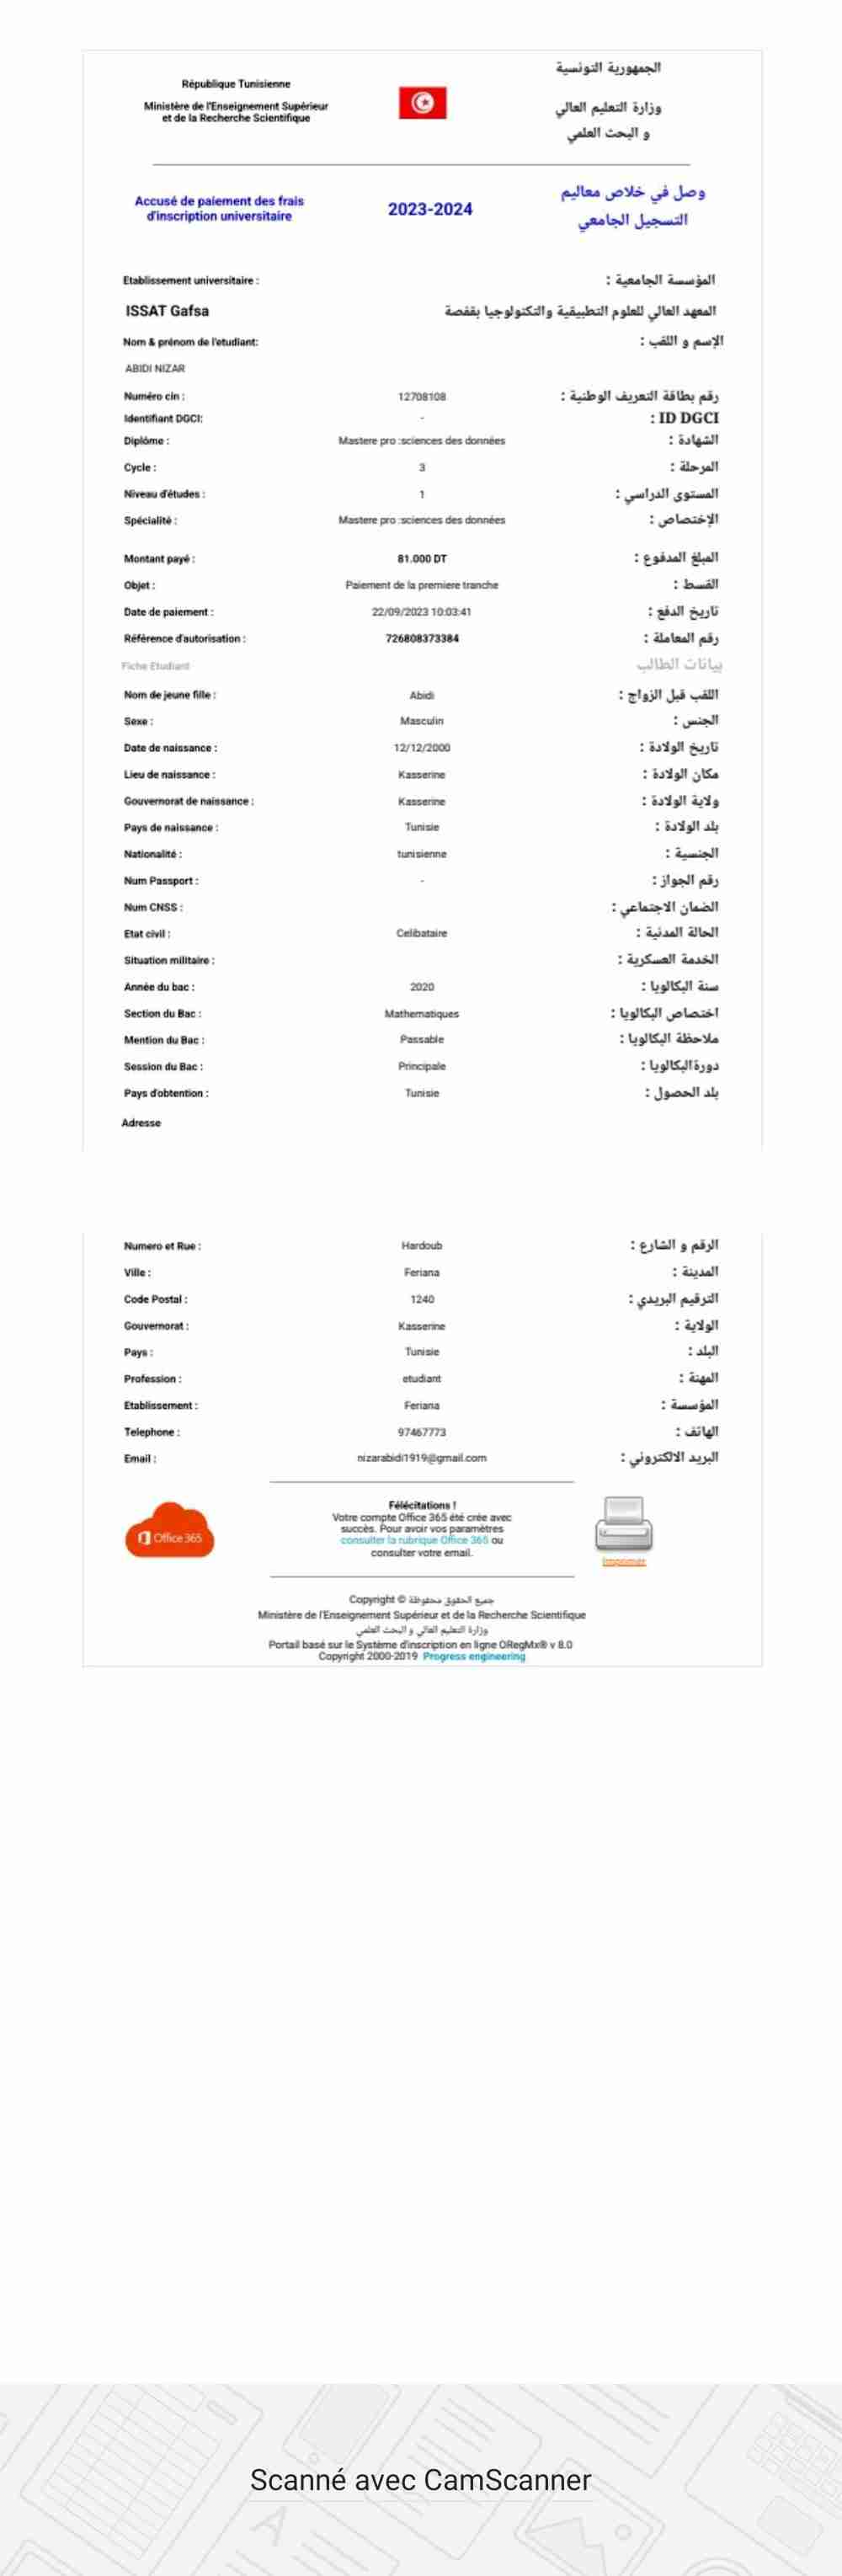 République Tunisienne
Ministère de l'Enseignement Supérieur
et de la Recherche Scientifique
الجمهورية التونسية
وزارة التعليم العالي
و البحث العلمي
Accusé de paiement des frais
d'inscription universitaire
2023-2024
وصل في خلاص معاليم
التسجيل الجامعي
Etablissement universitaire : المؤسسة الجامعية :
ISSAT Gafsa المعهد العالي للعلوم التطبيقية والتكنولوجيا بقفصة
Nom & prénom de l'etudiant: الإسم و اللقب :
ABIDI NIZAR
Numéro cin : 12708108 رقم بطاقة التعريف الوطنية :
Identifiant DGCI: - ID DGCI :
Diplôme : Mastere pro :sciences des données الشهادة :
Cycle : 3 المرحلة :
Niveau d'études : 1 المستوى الدراسي :
Spécialité : Mastere pro :sciences des données الإختصاص :
Montant payé : 81.000 DT المبلغ المدفوع :
Objet : Paiement de la premiere tranche القسط :
Date de paiement : 22/09/2023 10:03:41 تاريخ الدفع :
Référence d'autorisation : 726808373384 رقم المعاملة :
Fiche Etudiant بيانات الطالب
Nom de jeune fille : Abidi اللقب قبل الزواج :
Sexe : Masculin الجنس :
Date de naissance : 12/12/2000 تاريخ الولادة :
Lieu de naissance : Kasserine مكان الولادة :
Gouvernorat de naissance : Kasserine ولاية الولادة :
Pays de naissance : Tunisie بلد الولادة :
Nationalité : tunisienne الجنسية :
Num Passport : - رقم الجواز :
Num CNSS : الضمان الاجتماعي :
Etat civil : Celibataire الحالة المدنية :
Situation militaire : الخدمة العسكرية :
Année du bac : 2020 سنة البكالويا :
Section du Bac : Mathematiques اختصاص البكالويا :
Mention du Bac : Passable ملاحظة البكالويا :
Session du Bac : Principale دورةالبكالويا :
Pays d'obtention : Tunisie بلد الحصول :
Adresse
Numero et Rue : Hardoub الرقم و الشارع :
Ville : Feriana المدينة :
Code Postal : 1240 الترقيم البريدي :
Gouvernorat : Kasserine الولاية :
Pays : Tunisie البلد :
Profession : etudiant المهنة :
Etablissement : Feriana المؤسسة :
Telephone : 97467773 الهاتف :
Email : nizarabidi1919@gmail.com البريد الالكتروني :
Office 365
Félécitations !
Votre compte Office 365 été crée avec
succès. Pour avoir vos paramètres
consulter la rubrique Office 365 ou
consulter votre email.
Imprimer
Copyright © جميع الحقوق محفوظة
Ministère de l'Enseignement Supérieur et de la Recherche Scientifique
وزارة التعليم العالي و البحث العلمي
Portail basé sur le Système d'inscription en ligne ORegMx® v 8.0
Copyright 2000-2019 Progress engineering
Scanné avec CamScanner